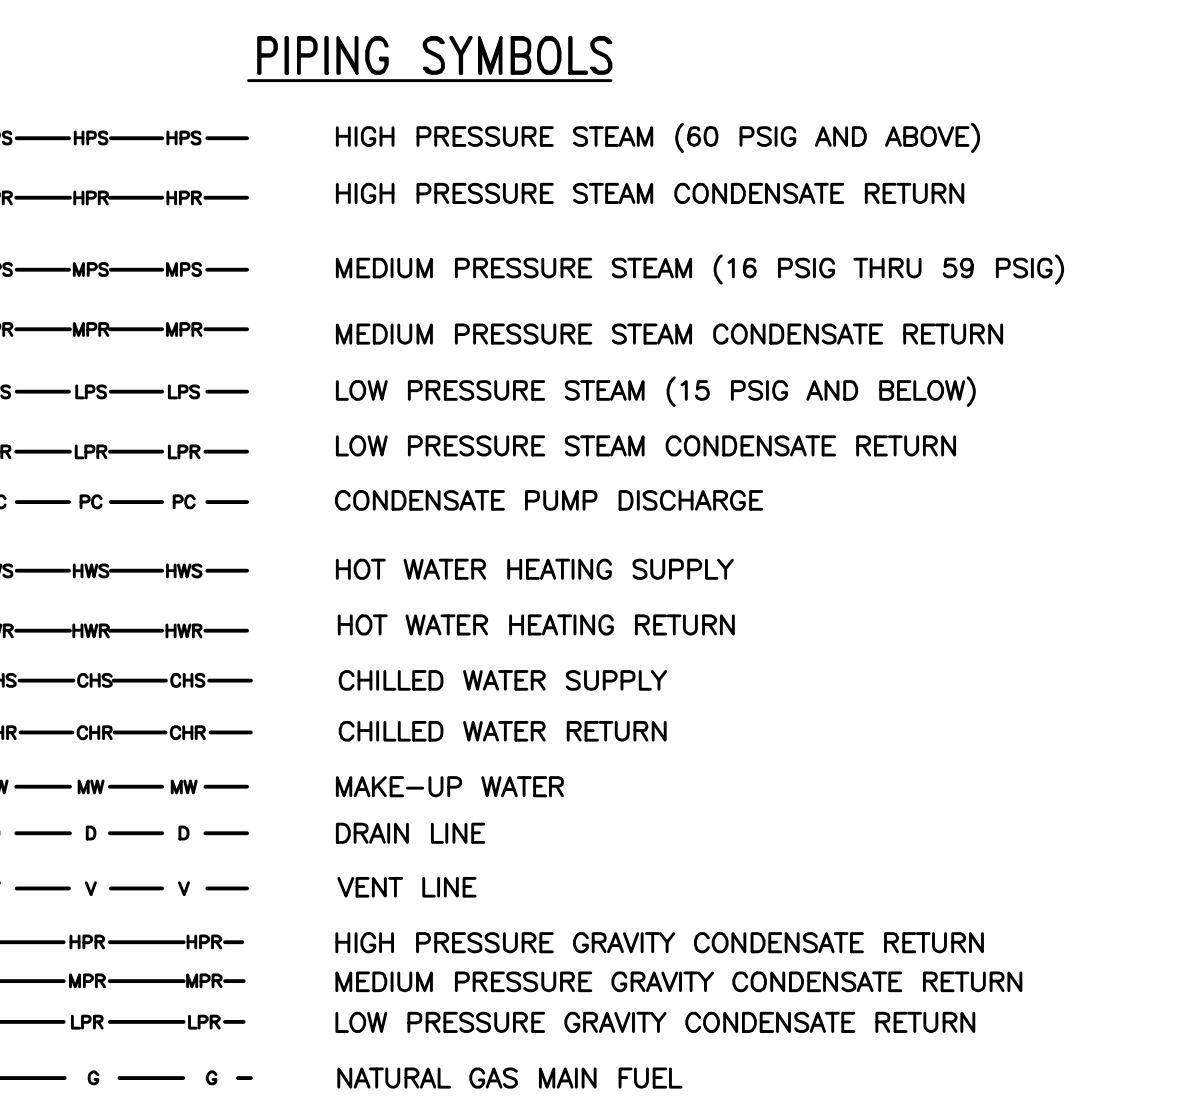 PIPING SYMBOLS
PS HPS HPS HIGH PRESSURE STEAM (60 PSIG AND ABOVE)
PR HPR HPR HIGH PRESSURE STEAM CONDENSATE RETURN
PS MPS MPS MEDIUM PRESSURE STEAM (16 PSIG THRU 59 PSIG)
PR MPR MPR MEDIUM PRESSURE STEAM CONDENSATE RETURN
S LPS LPS LOW PRESSURE STEAM (15 PSIG AND BELOW)
R LPR LPR LOW PRESSURE STEAM CONDENSATE RETURN
C PC PC CONDENSATE PUMP DISCHARGE
WS HWS HWS HOT WATER HEATING SUPPLY
WR HWR HWR HOT WATER HEATING RETURN
HS CHS CHS CHILLED WATER SUPPLY
HR CHR CHR CHILLED WATER RETURN
W MW MW MAKE-UP WATER
D D DRAIN LINE
V V VENT LINE
HPR HPR HIGH PRESSURE GRAVITY CONDENSATE RETURN
MPR MPR MEDIUM PRESSURE GRAVITY CONDENSATE RETURN
LPR LPR LOW PRESSURE GRAVITY CONDENSATE RETURN
G G NATURAL GAS MAIN FUEL